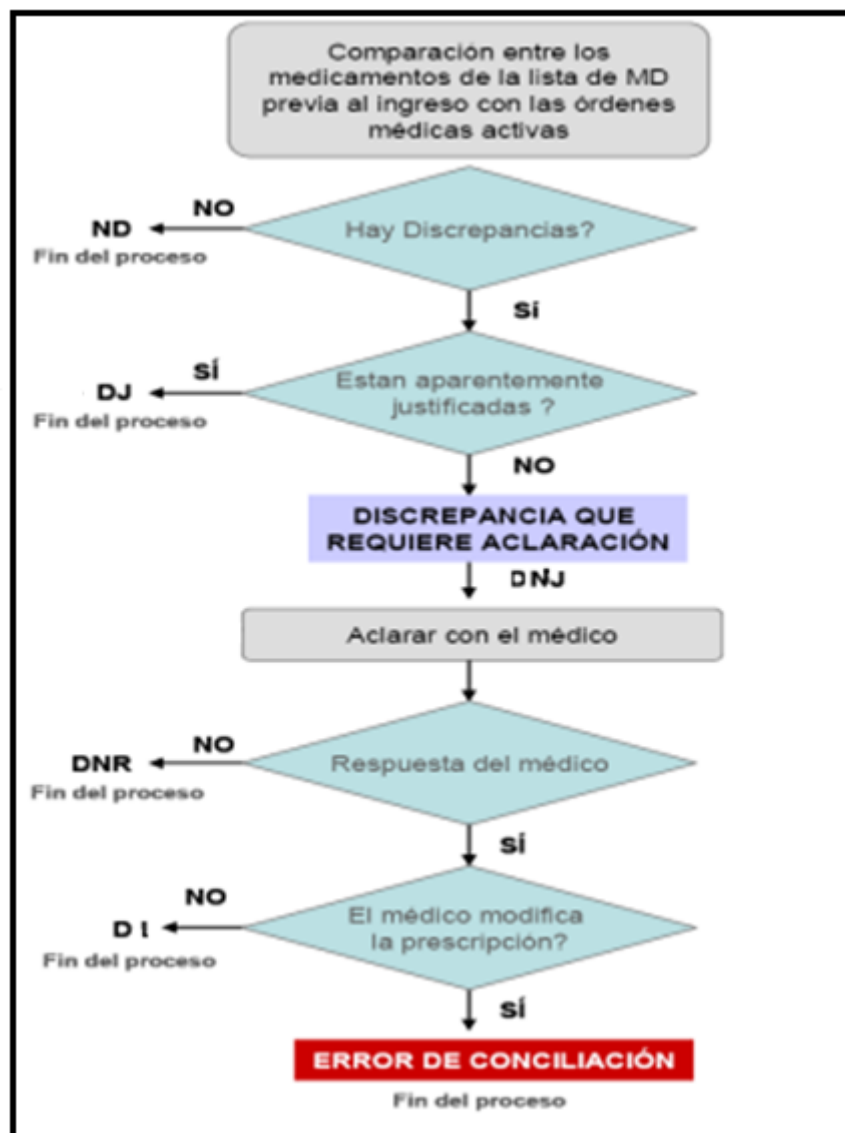 Comparación entre los
medicamentos de la lista de MD
previa al ingreso con las órdenes
médicas activas
NO
ND
Fin del proceso
Hay Discrepancias?
Sí
SÍ
DJ
Fin del proceso
Estan aparentemente
justificadas ?
NO
DISCREPANCIA QUE
REQUIERE ACLARACIÓN
DNJ
Aclarar con el médico
NO
DNR
Fin del proceso
Respuesta del médico
SÍ
NO
DI
Fin del proceso
El médico modifica
la prescripción?
SÍ
ERROR DE CONCILIACIÓN
Fin del proceso